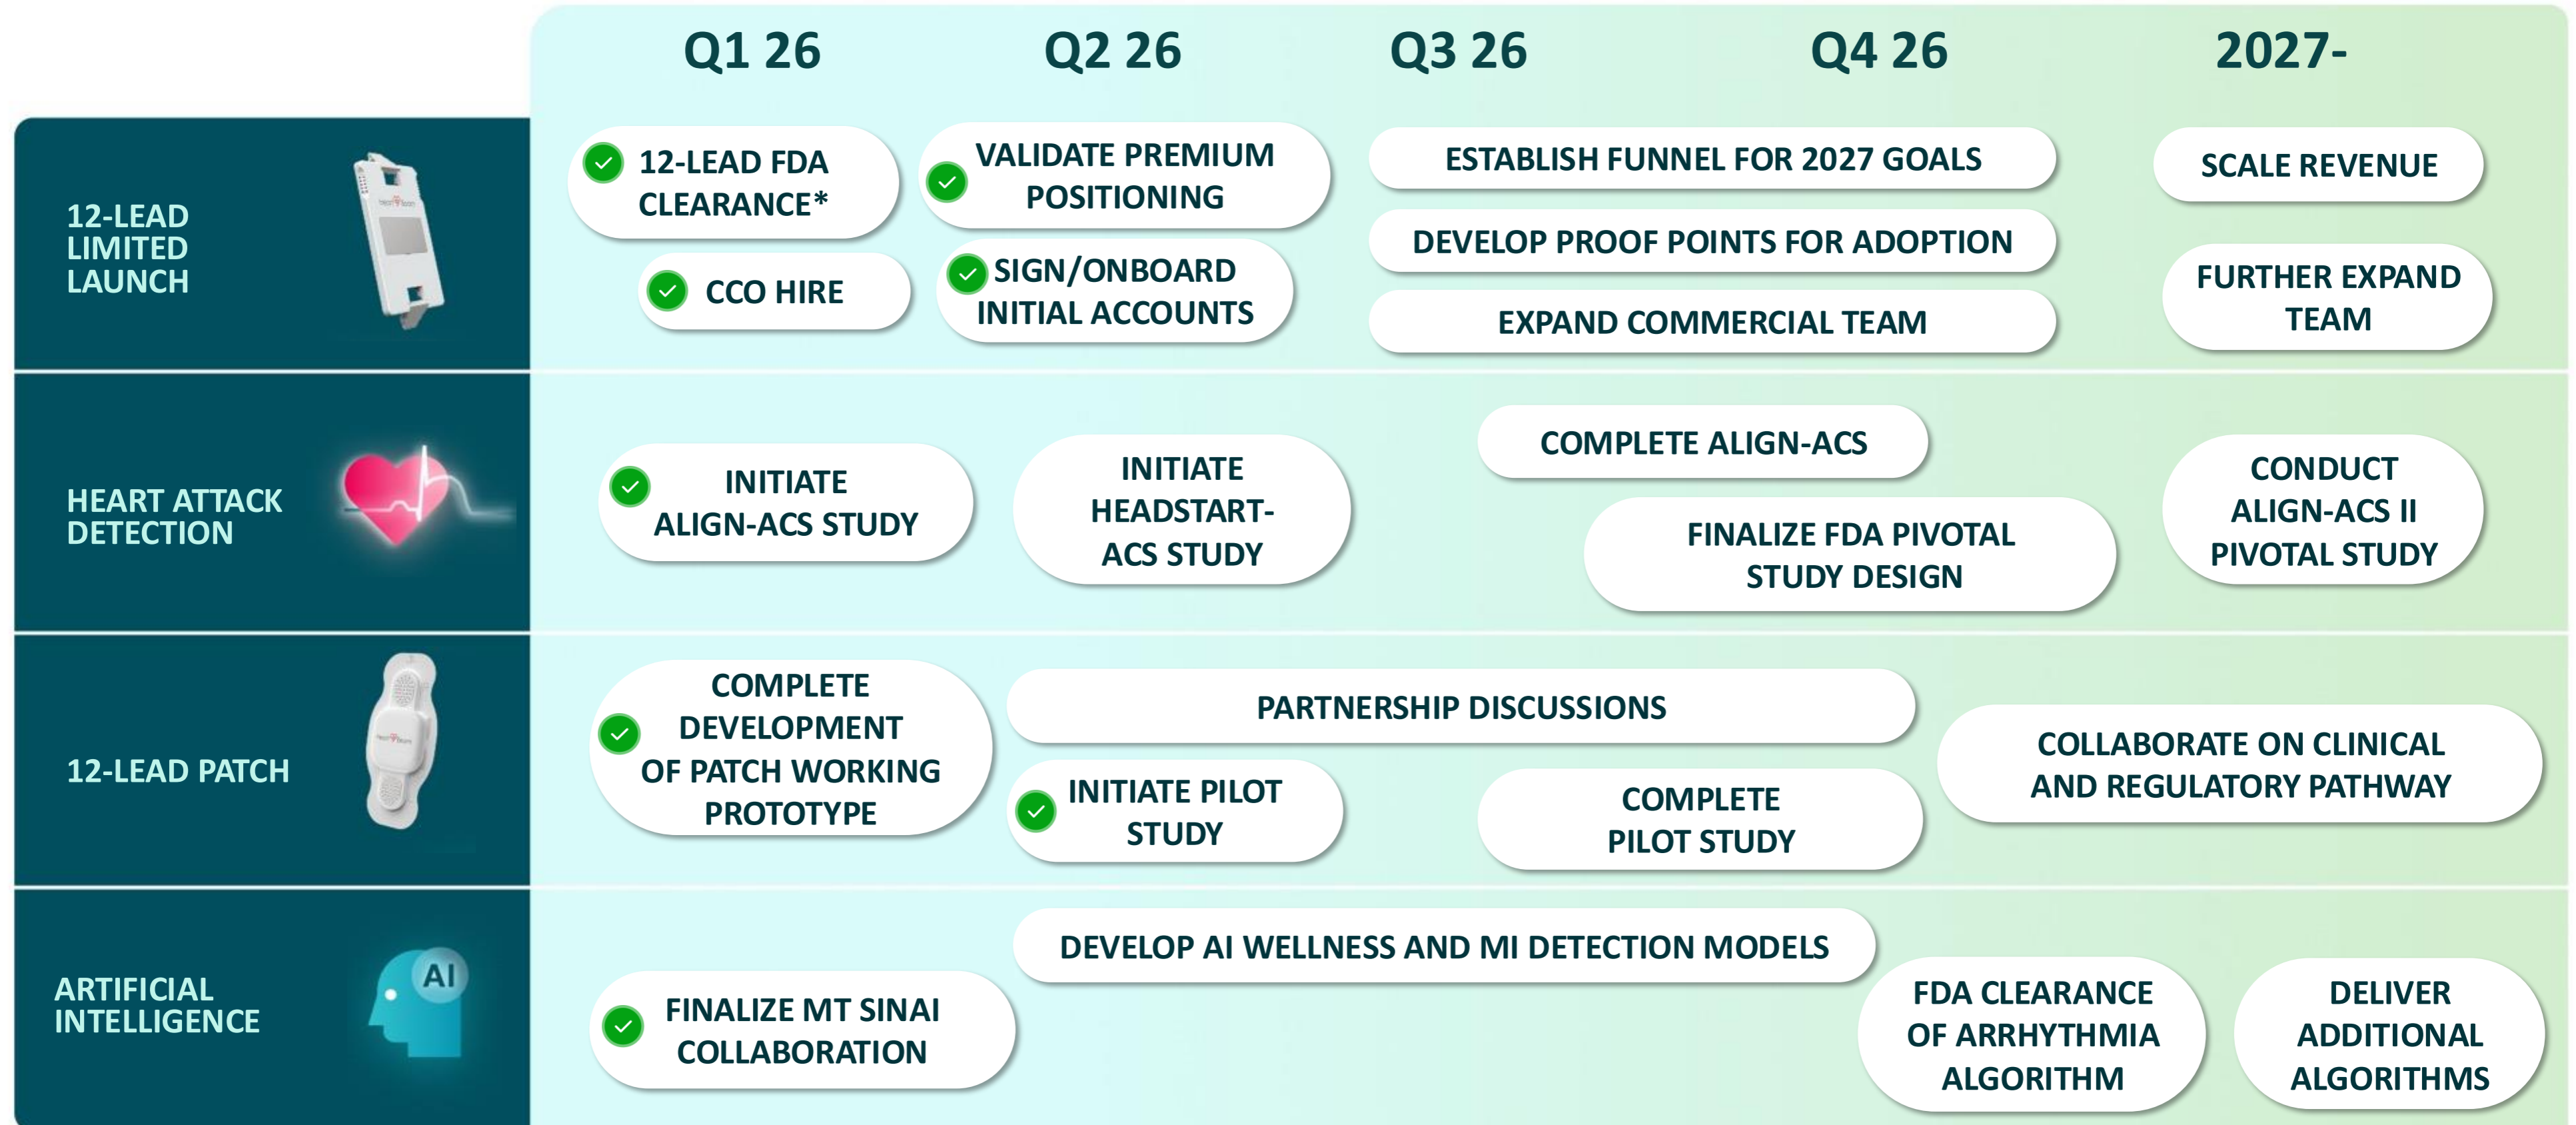 Q1 26
Q2 26
Q3 26
Q4 26
2027-
12-LEAD
LIMITED
LAUNCH
12-LEAD FDA
CLEARANCE*
CCO HIRE
VALIDATE PREMIUM
POSITIONING
SIGN/ONBOARD
INITIAL ACCOUNTS
ESTABLISH FUNNEL FOR 2027 GOALS
DEVELOP PROOF POINTS FOR ADOPTION
EXPAND COMMERCIAL TEAM
SCALE REVENUE
FURTHER EXPAND
TEAM
HEART ATTACK
DETECTION
INITIATE
ALIGN-ACS STUDY
INITIATE
HEADSTART-
ACS STUDY
COMPLETE ALIGN-ACS
FINALIZE FDA PIVOTAL
STUDY DESIGN
CONDUCT
ALIGN-ACS II
PIVOTAL STUDY
12-LEAD PATCH
COMPLETE
DEVELOPMENT
OF PATCH WORKING
PROTOTYPE
PARTNERSHIP DISCUSSIONS
INITIATE PILOT
STUDY
COMPLETE
PILOT STUDY
COLLABORATE ON CLINICAL
AND REGULATORY PATHWAY
ARTIFICIAL
INTELLIGENCE
AI
FINALIZE MT SINAI
COLLABORATION
DEVELOP AI WELLNESS AND MI DETECTION MODELS
FDA CLEARANCE
OF ARRHYTHMIA
ALGORITHM
DELIVER
ADDITIONAL
ALGORITHMS